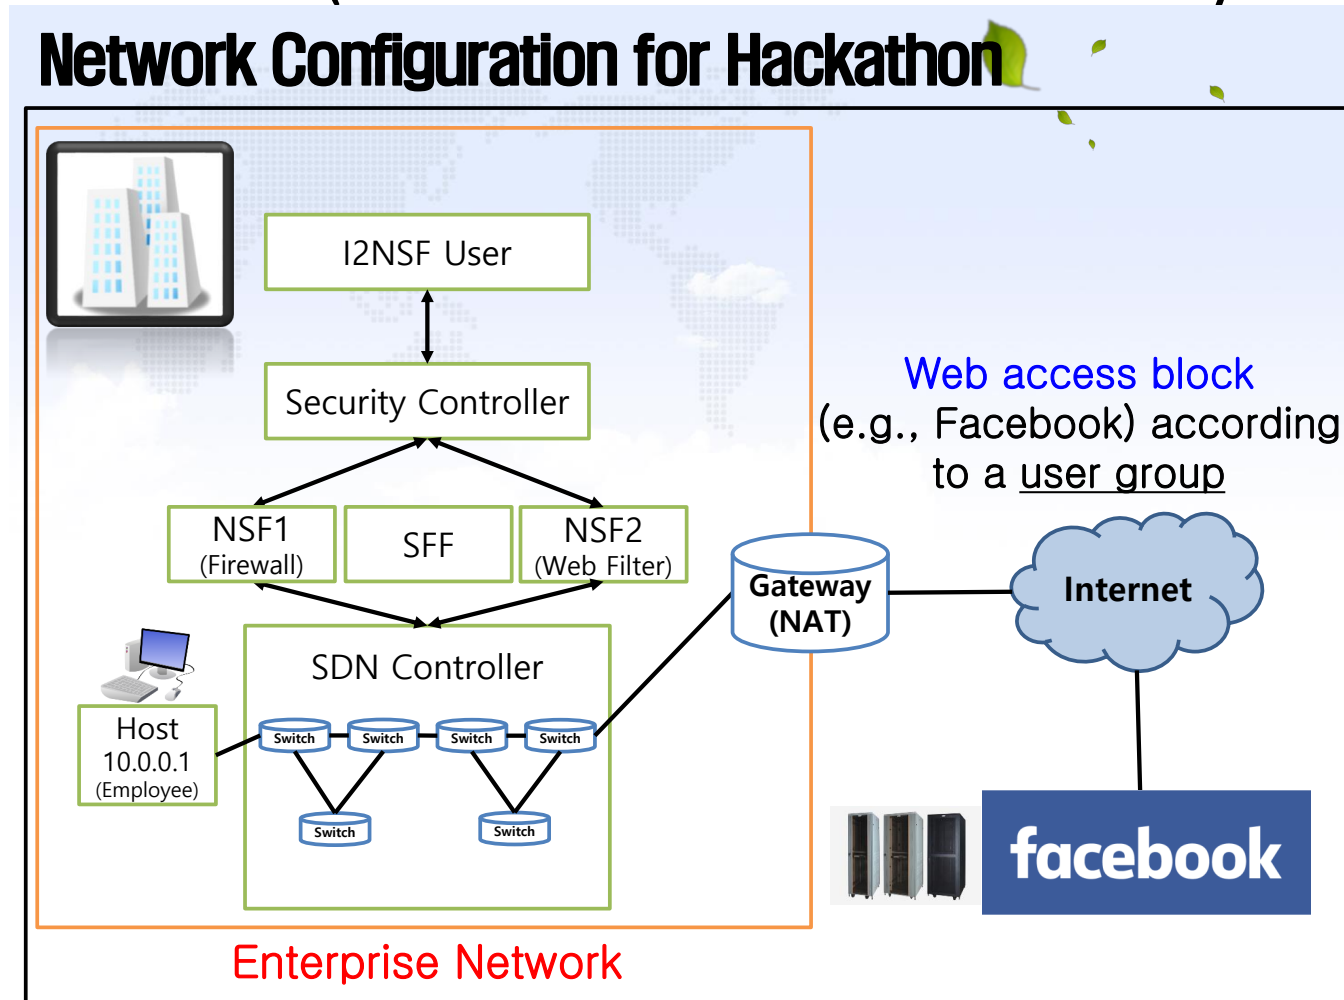 Network Configuration for Hackathon
I2NSF User
Security Controller
Web access block
(e.g., Facebook) according
to a user group
NSF1
(Firewall)
SFF
NSF2
(Web Filter)
Gateway
(NAT)
Internet
SDN Controller
Host
10.0.0.1
(Employee)
Switch
Switch
Switch
Switch
Switch
Switch
facebook
Enterprise Network